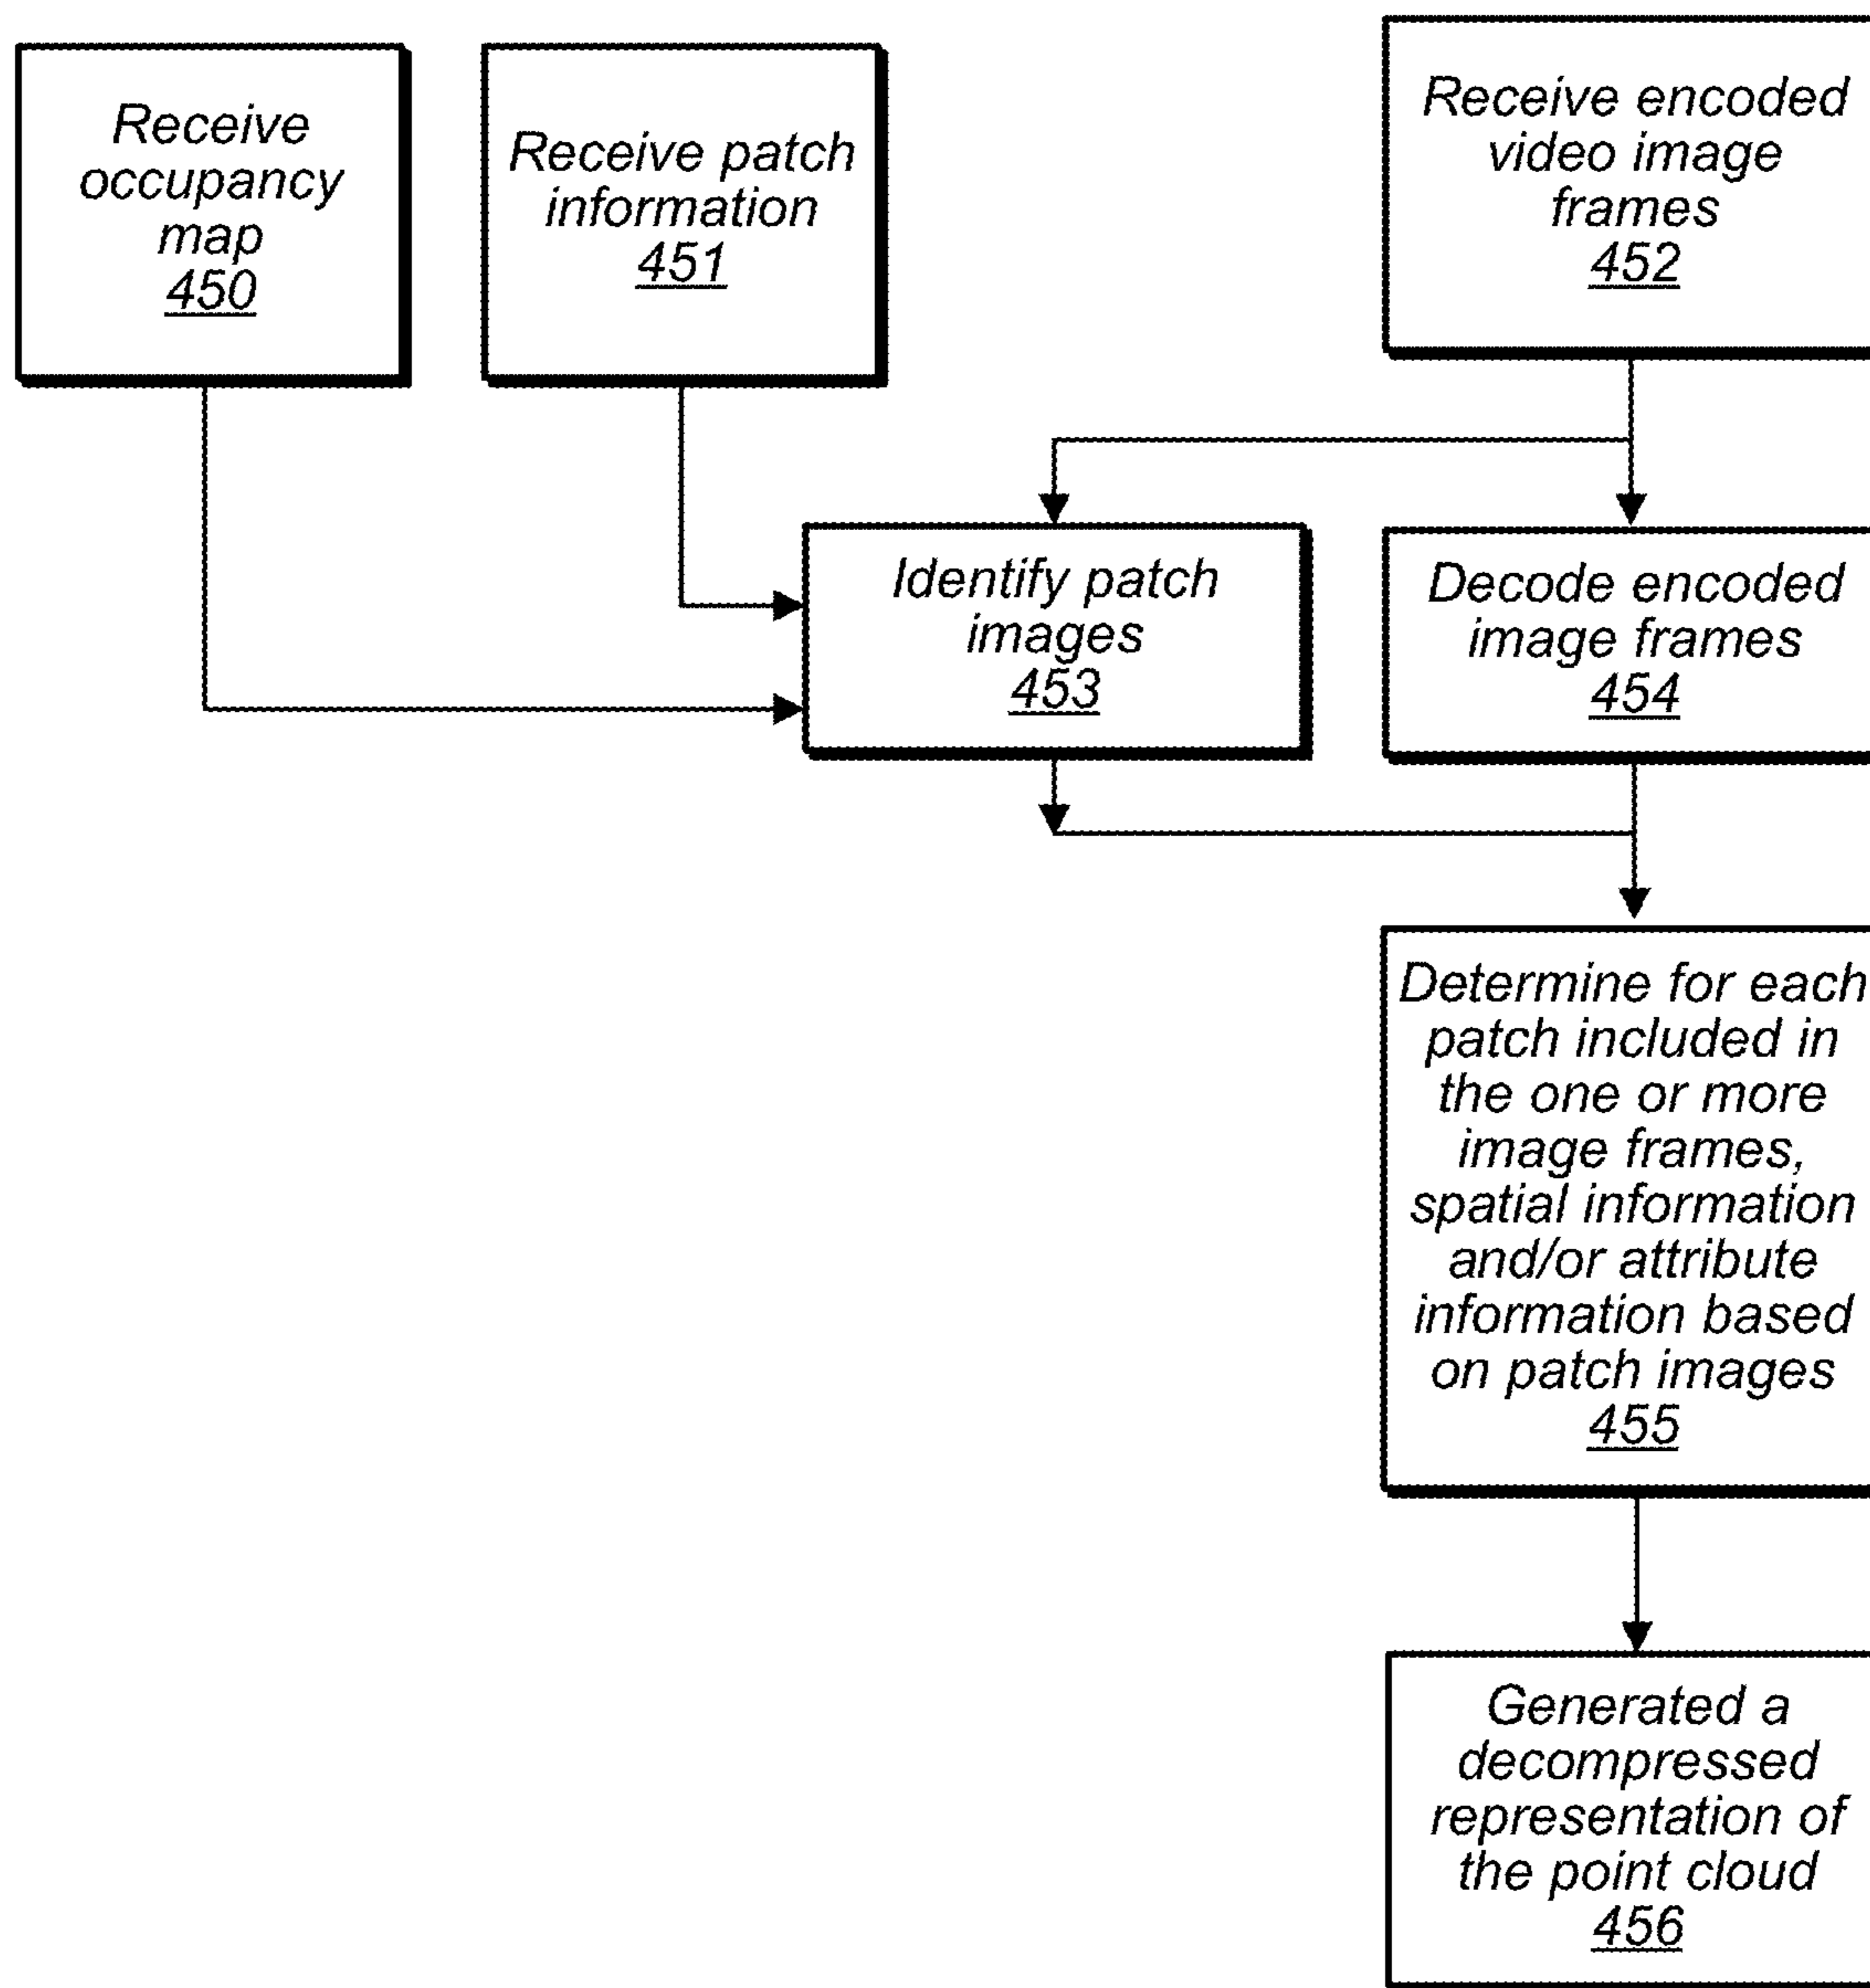 Receive
occupancy
map
450
Receive patch
information
451
Receive encoded
video image
frames
452
Identify patch
images
453
Decode encoded
image frames
454
Determine for each
patch included in
the one or more
image frames,
spatial information
and/or attribute
information based
on patch images
455
Generated a
decompressed
representation of
the point cloud
456